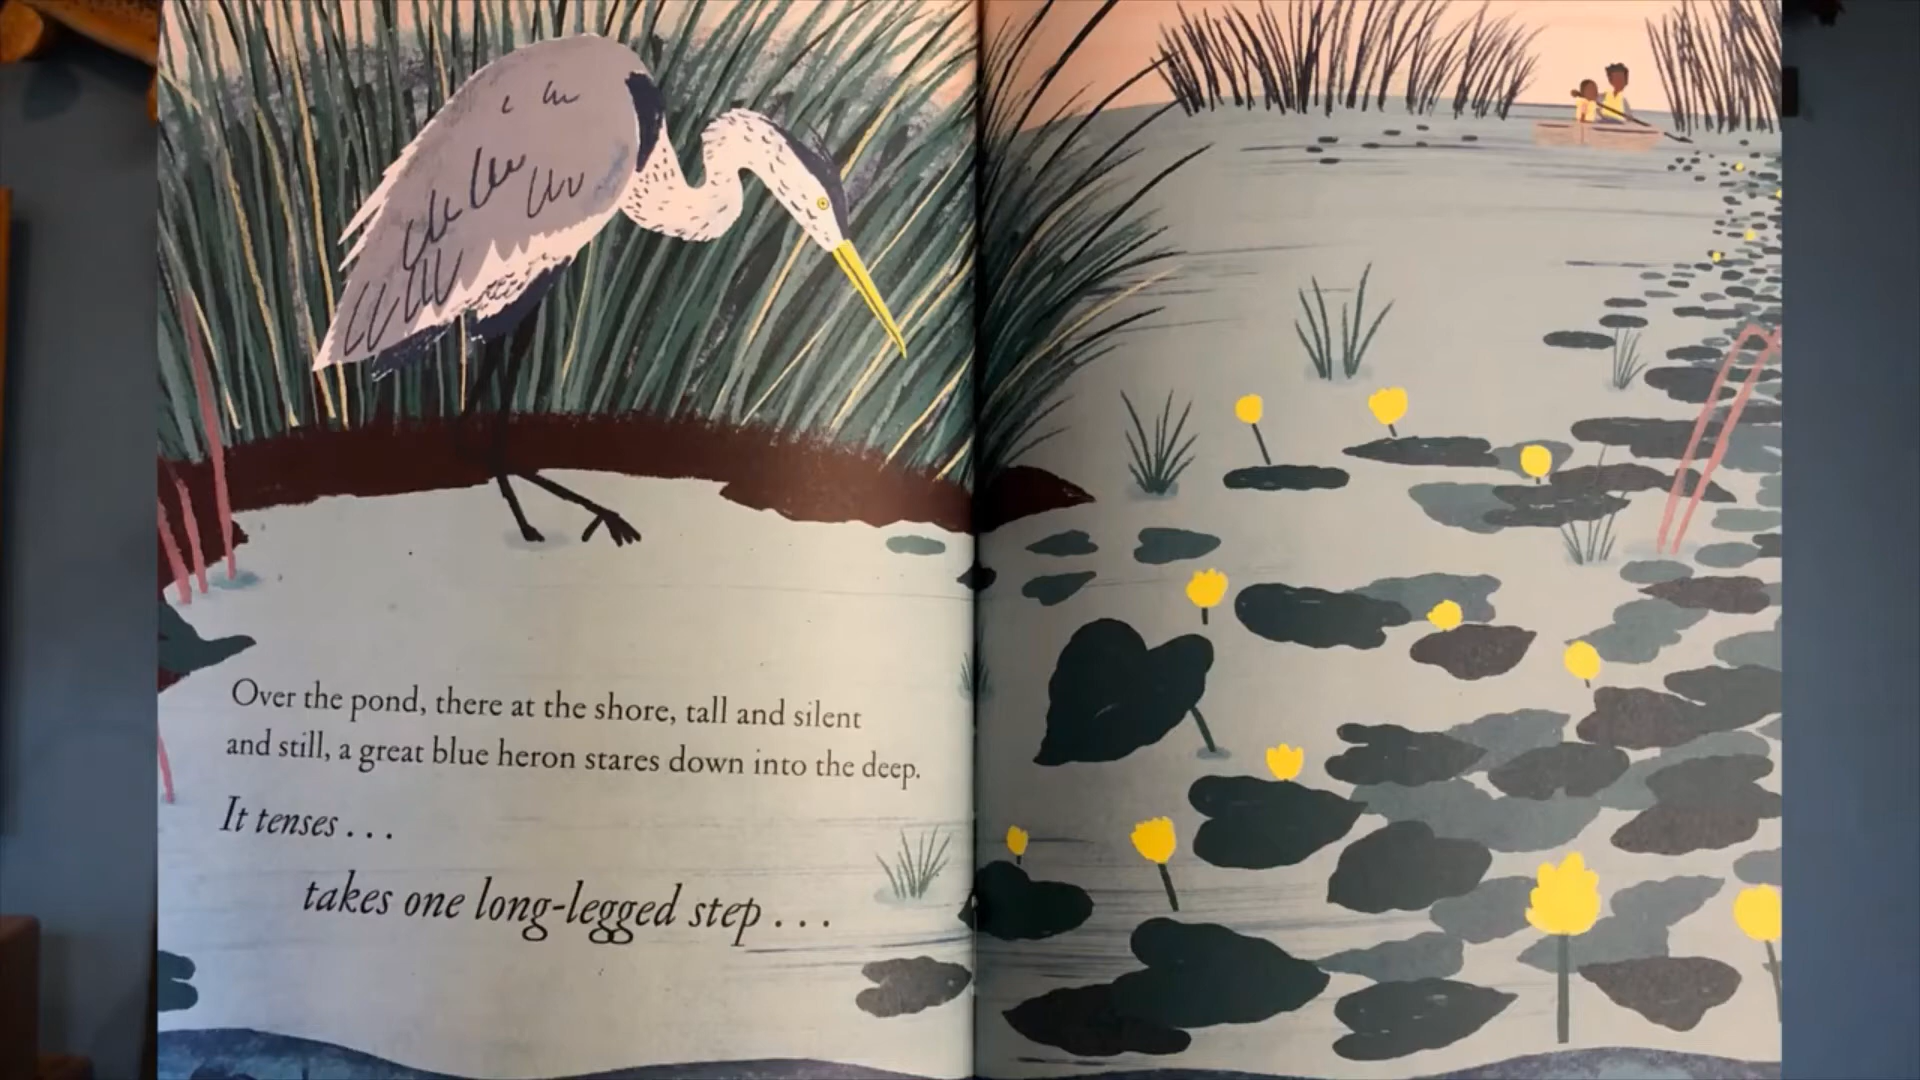 Over the pond, there at the shore, tall and silent
and still, a great blue heron stares down into the deep.
It tenses . . .
takes one long-legged step . . .